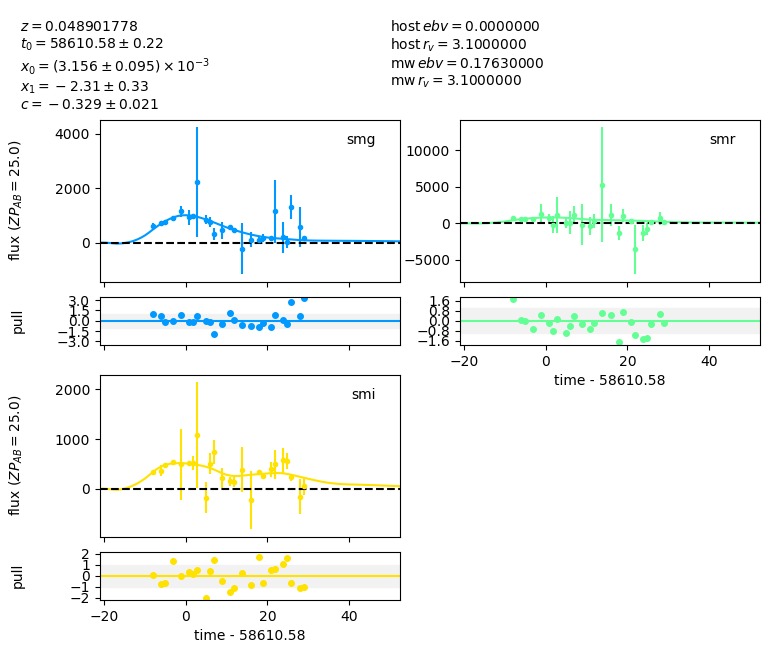 z = 0.048901778
t₀ = 58610.58 ± 0.22
x₀ = (3.156 ± 0.095) × 10⁻³
x₁ = −2.31 ± 0.33
c = −0.329 ± 0.021
host ebv = 0.0000000
host r_v = 3.1000000
mw ebv = 0.17630000
mw r_v = 3.1000000
smg
flux (ZP_AB = 25.0)
4000
2000
0
pull
3.0
1.5
0.0
−1.5
−3.0
smr
10000
5000
0
−5000
1.6
0.8
0.0
−0.8
−1.6
−20 0 20 40
time - 58610.58
smi
flux (ZP_AB = 25.0)
2000
1000
0
pull
2
1
0
−1
−2
−20 0 20 40
time - 58610.58